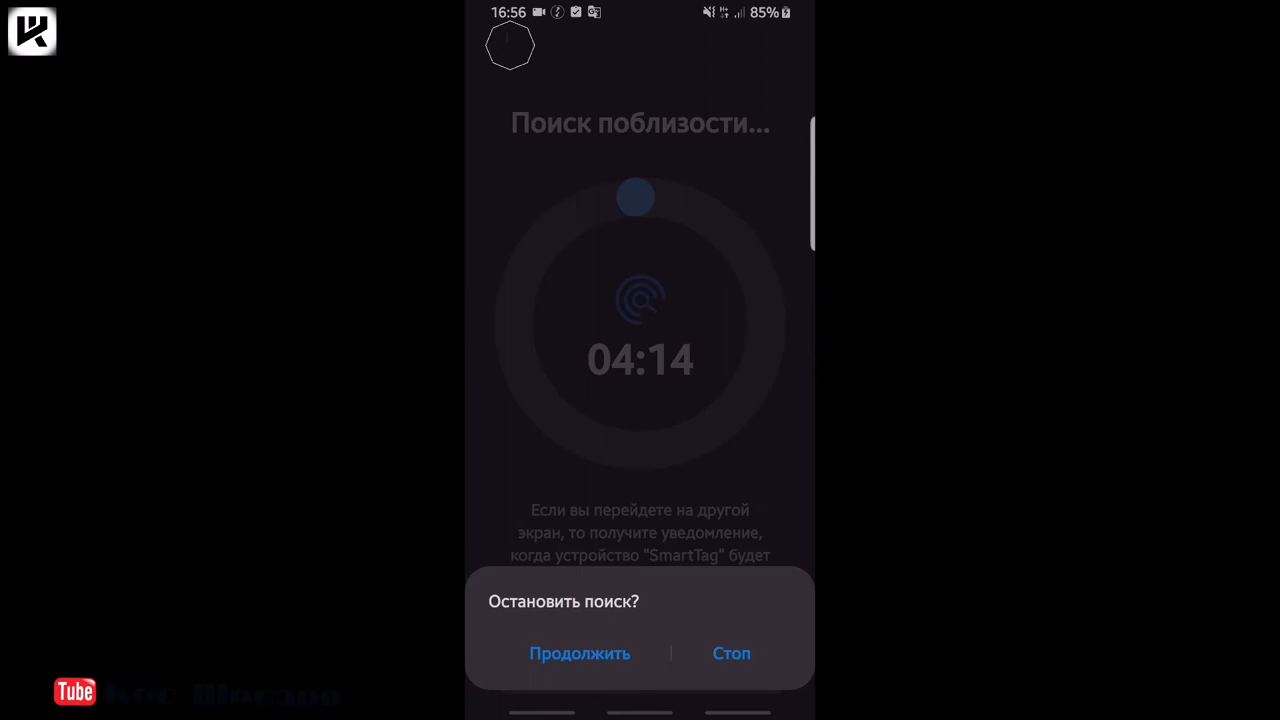 16:56
85%
Поиск поблизости...
04:14
Если вы перейдете на другой
экран, то получите уведомление,
когда устройство "SmartTag" будет
Остановить поиск?
Продолжить
Стоп
Tube